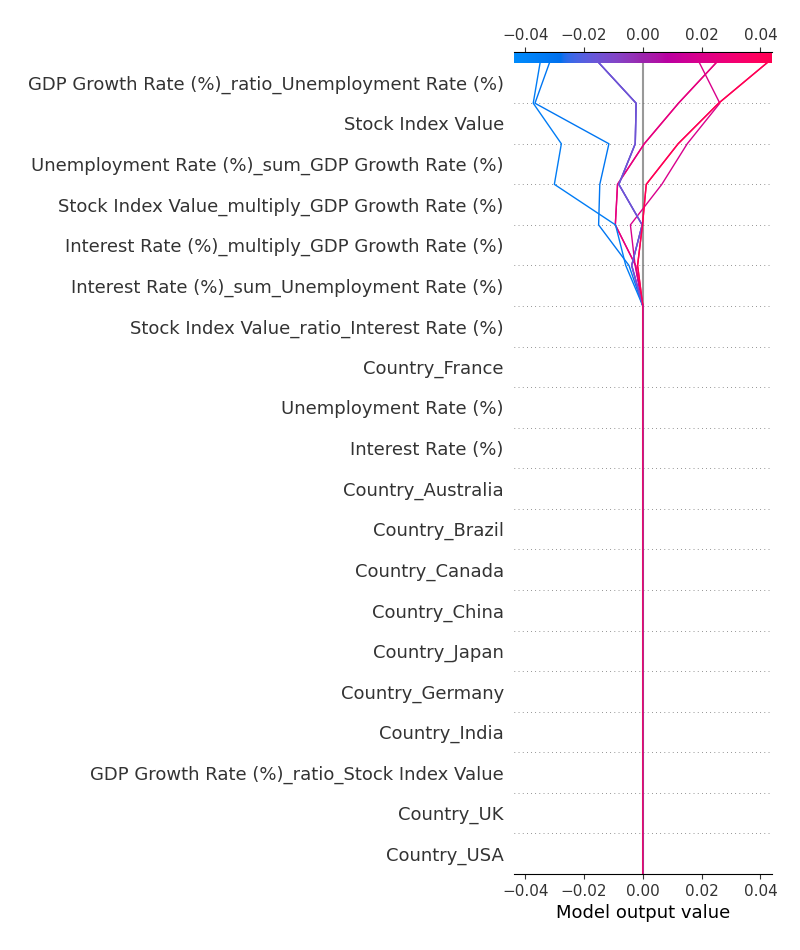 −0.04 −0.02 0.00 0.02 0.04
GDP Growth Rate (%)_ratio_Unemployment Rate (%)
Stock Index Value
Unemployment Rate (%)_sum_GDP Growth Rate (%)
Stock Index Value_multiply_GDP Growth Rate (%)
Interest Rate (%)_multiply_GDP Growth Rate (%)
Interest Rate (%)_sum_Unemployment Rate (%)
Stock Index Value_ratio_Interest Rate (%)
Country_France
Unemployment Rate (%)
Interest Rate (%)
Country_Australia
Country_Brazil
Country_Canada
Country_China
Country_Japan
Country_Germany
Country_India
GDP Growth Rate (%)_ratio_Stock Index Value
Country_UK
Country_USA
−0.04 −0.02 0.00 0.02 0.04
Model output value